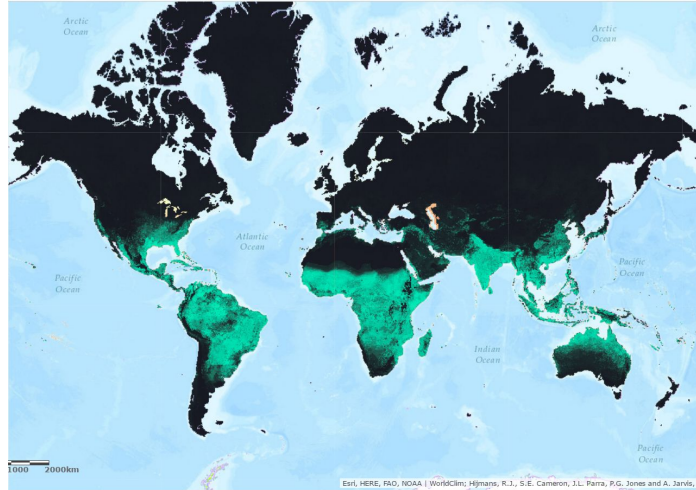 Arctic
Ocean
Arctic
Ocean
Atlantic
Ocean
Pacific
Ocean
Pacific
Ocean
Indian
Ocean
Pacific
Ocean
1000 2000km
Esri, HERE, FAO, NOAA | WorldClim; Hijmans, R.J., S.E. Cameron, J.L. Parra, P.G. Jones and A. Jarvis,